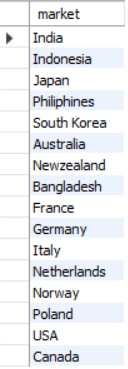 market
India
Indonesia
Japan
Philiphines
South Korea
Australia
Newzealand
Bangladesh
France
Germany
Italy
Netherlands
Norway
Poland
USA
Canada